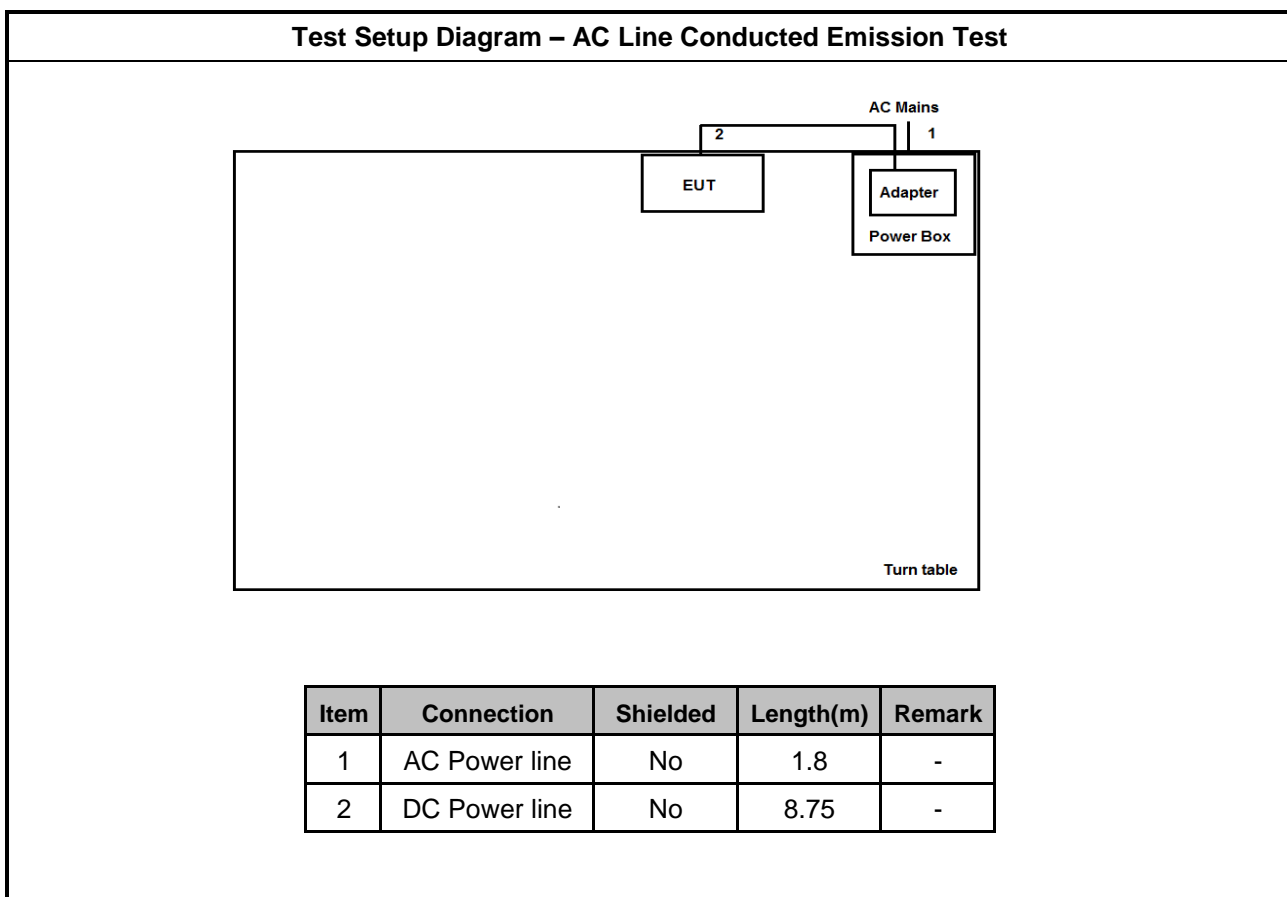 Test Setup Diagram – AC Line Conducted Emission Test
AC Mains
2
1
EUT
Adapter
Power Box
Turn table
Item Connection Shielded Length(m) Remark
1 AC Power line No 1.8 -
2 DC Power line No 8.75 -